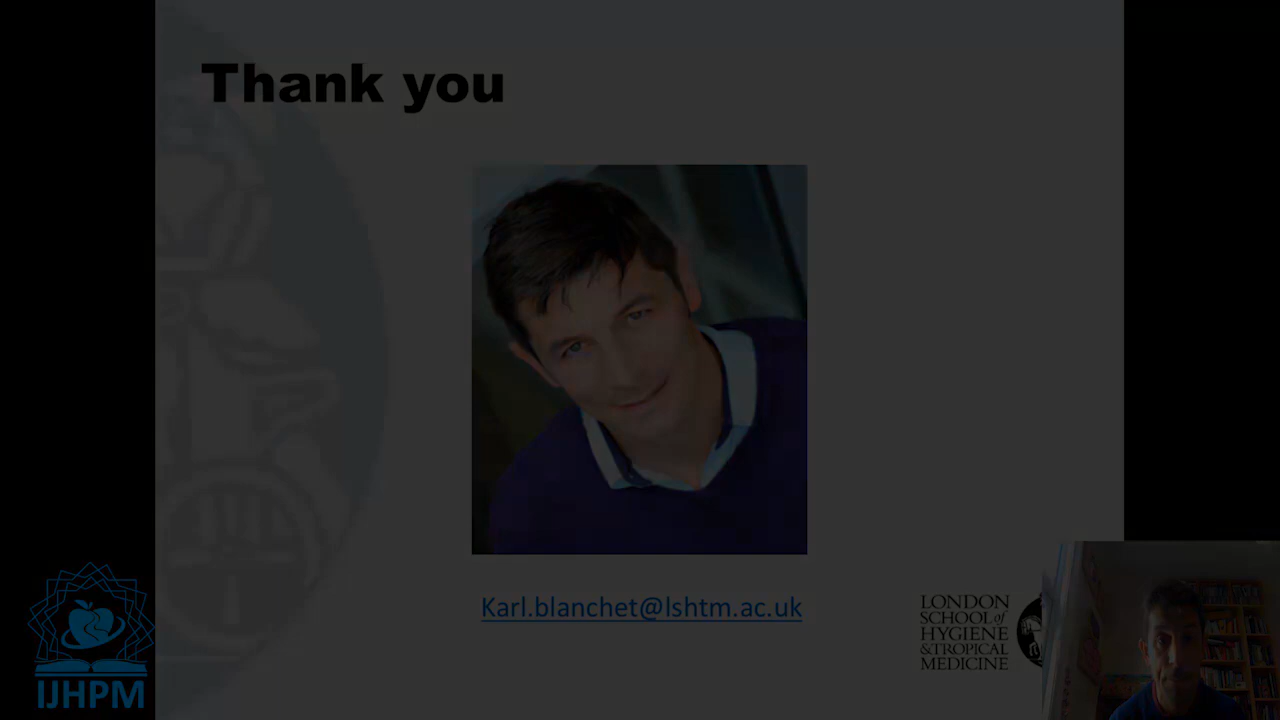 Thank you
Karl.blanchet@lshtm.ac.uk
LONDON
SCHOOL of
HYGIENE
& TROPICAL
MEDICINE
IJHPM